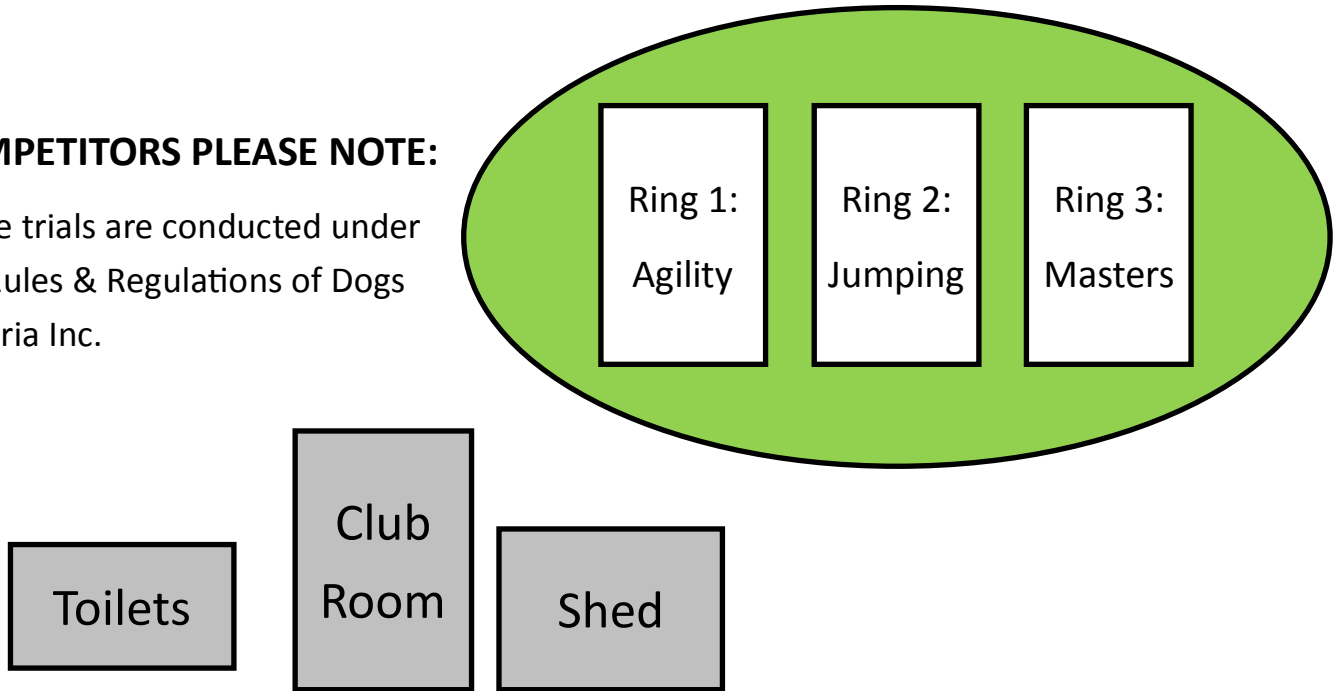 MPETITORS PLEASE NOTE:
e trials are conducted under
ules & Regulations of Dogs
ria Inc.
Ring 1:
Agility
Ring 2:
Jumping
Ring 3:
Masters
Club
Room
Toilets
Shed